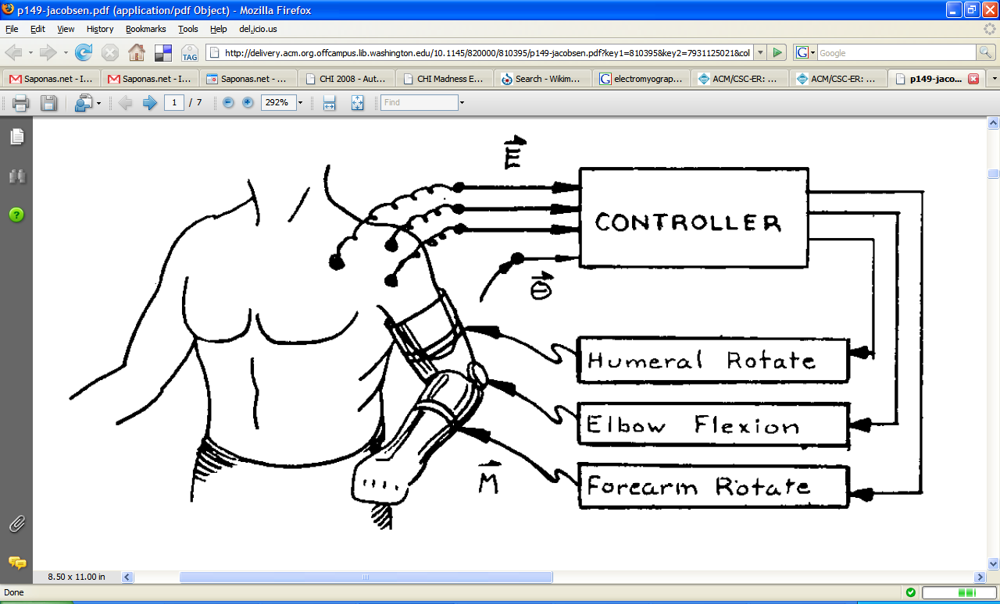 p149-jacobsen.pdf (application/pdf Object) - Mozilla Firefox
File Edit View History Bookmarks Tools Help del.icio.us
TAG http://delivery.acm.org.offcampus.lib.washington.edu/10.1145/820000/810395/p149-jacobsen.pdf?key1=810395&key2=7931125021&col G Google
Saponas.net - I... Saponas.net - I... Saponas.net - ... CHI 2008 - Aut... CHI Madness E... Search - Wikim... G electromyograp... ACM/CSC-ER: ... ACM/CSC-ER: ... p149-jaco...
1 / 7 292% Find
E
CONTROLLER
Θ
Humeral Rotate
Elbow Flexion
M
Forearm Rotate
8.50 x 11.00 in
Done